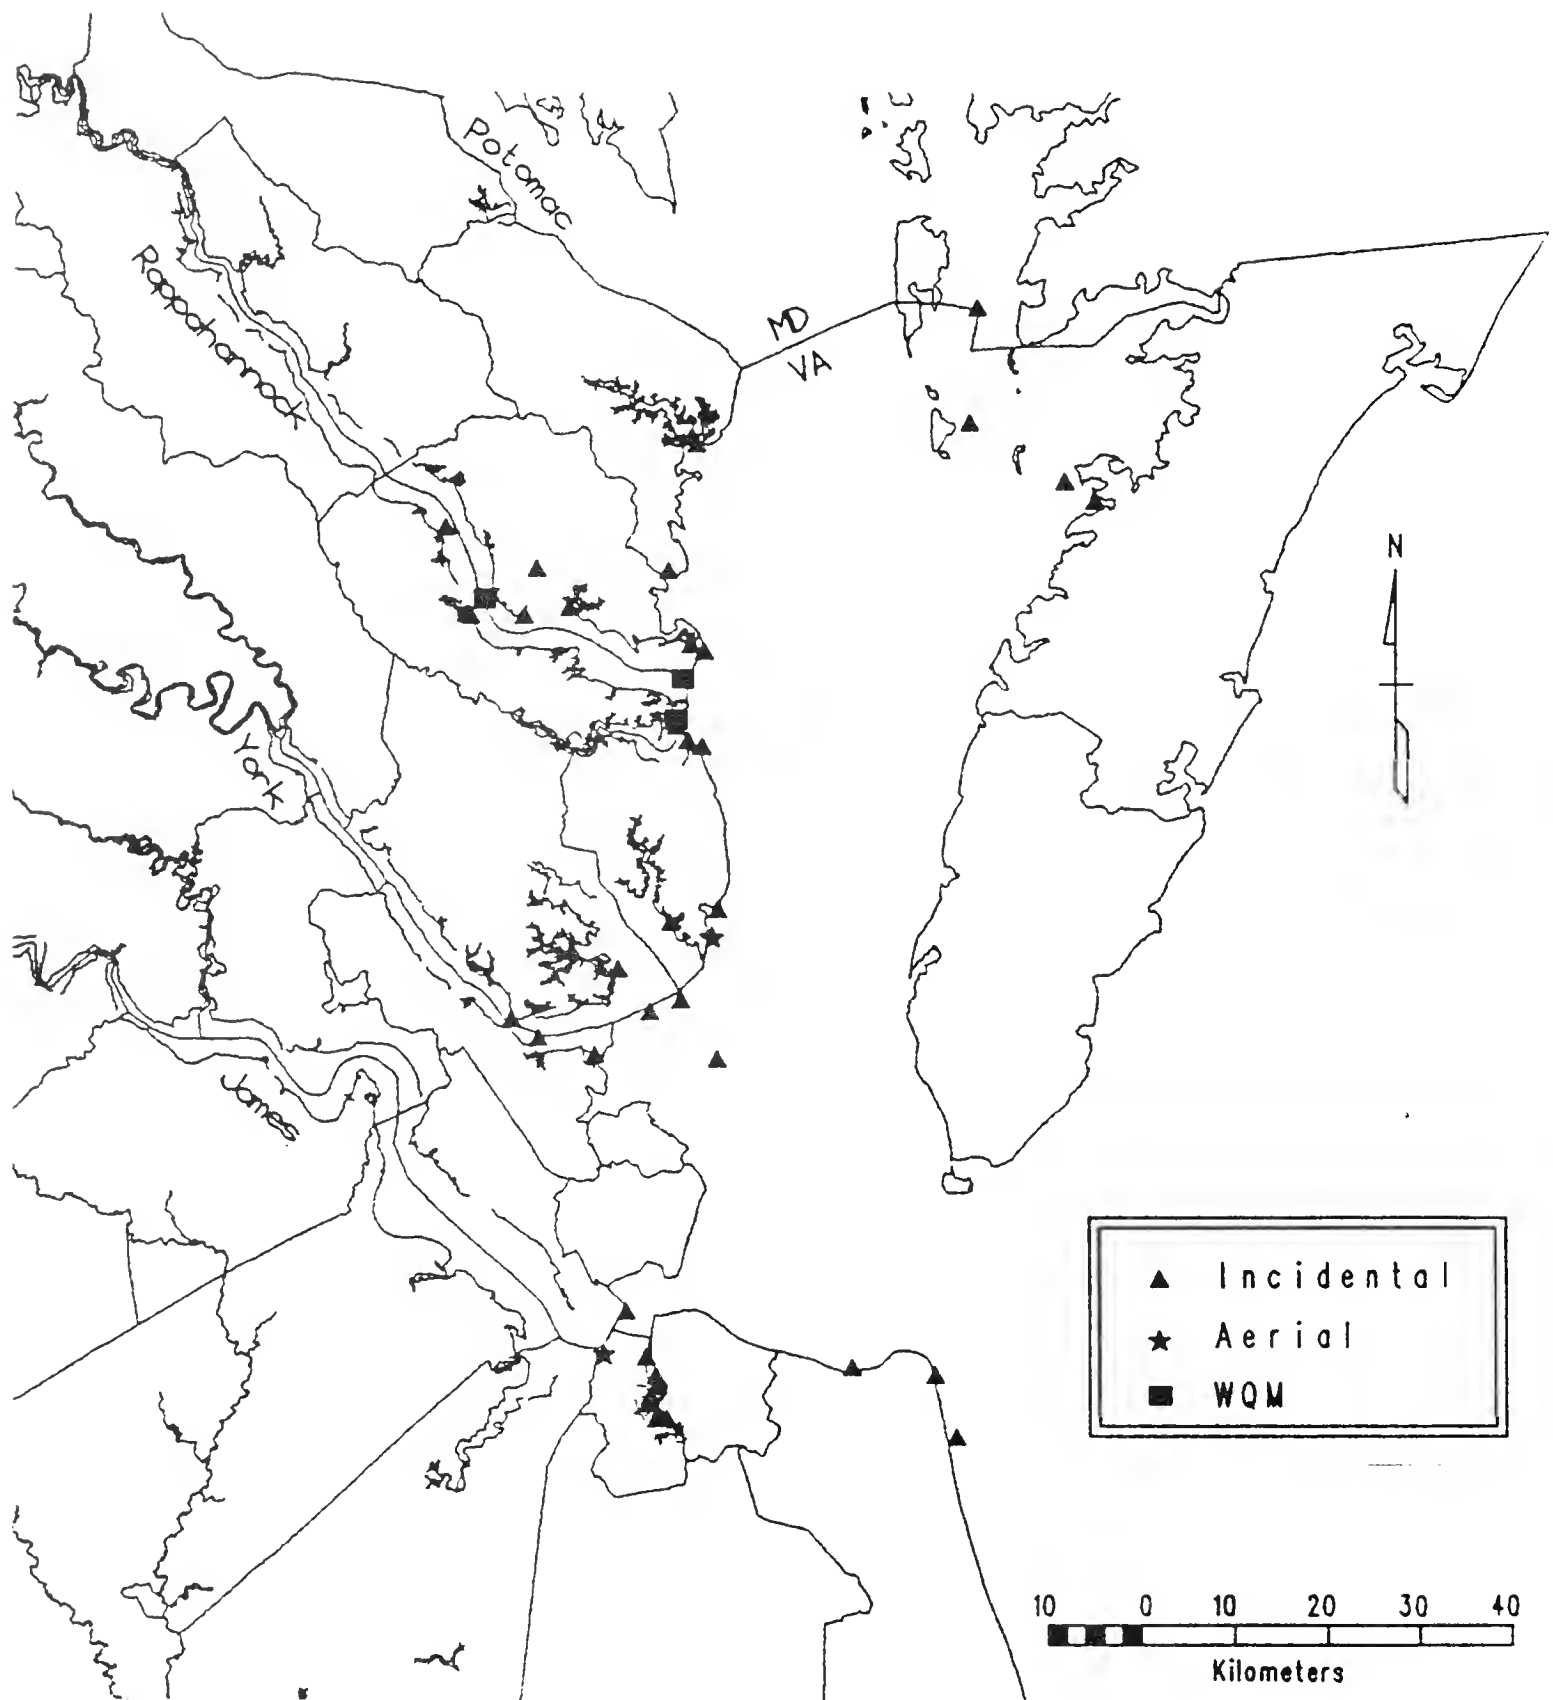 Potomac
Rappahannock
MD
VA
N
York
James
Incidental
Aerial
WQM
10 0 10 20 30 40
Kilometers